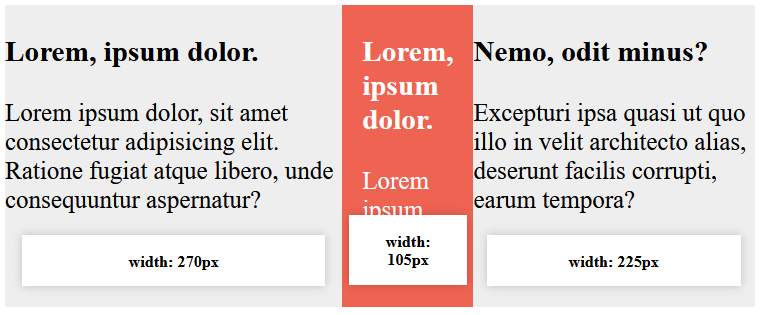 Lorem, ipsum dolor.
Lorem ipsum dolor, sit amet
consectetur adipisicing elit.
Ratione fugiat atque libero, unde
consequuntur aspernatur?
width: 270px
Lorem,
ipsum
dolor.
Lorem
ipsum
width:
105px
Nemo, odit minus?
Excepturi ipsa quasi ut quo
illo in velit architecto alias,
deserunt facilis corrupti,
earum tempora?
width: 225px